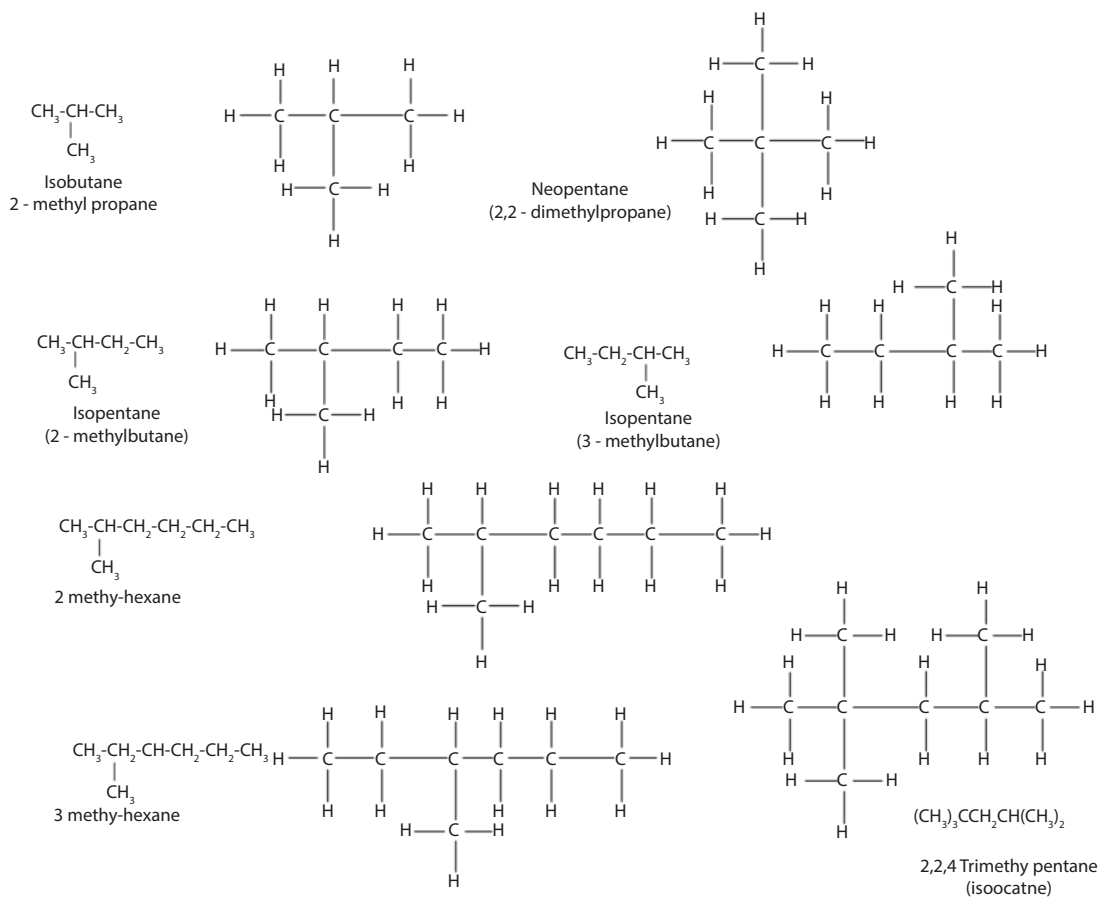 CH₃-CH-CH₃
CH₃
Isobutane
2 - methyl propane
H H H
H C C C H
H H
H C H
H
Neopentane
(2,2 - dimethylpropane)
H
H C H
H H
H C C C H
H H
H C H
H
CH₃-CH-CH₂-CH₃
CH₃
Isopentane
(2 - methylbutane)
H H H H
H C C C C H
H H H
H C H
H
CH₃-CH₂-CH-CH₃
CH₃
Isopentane
(3 - methylbutane)
H
H C H
H H H
H C C C C H
H H H H
CH₃-CH-CH₂-CH₂-CH₂-CH₃
CH₃
2 methy-hexane
H H H H H H
H C C C C C C H
H H H H H
H C H
H
CH₃-CH₂-CH-CH₂-CH₂-CH₃
CH₃
3 methy-hexane
H H H H H H
H C C C C C C H
H H H H H
H C H
H
H H
H C H H C H
H H H
H C C C C C H
H H H H
H C H
H
(CH₃)₃CCH₂CH(CH₃)₂
2,2,4 Trimethy pentane
(isoocatne)